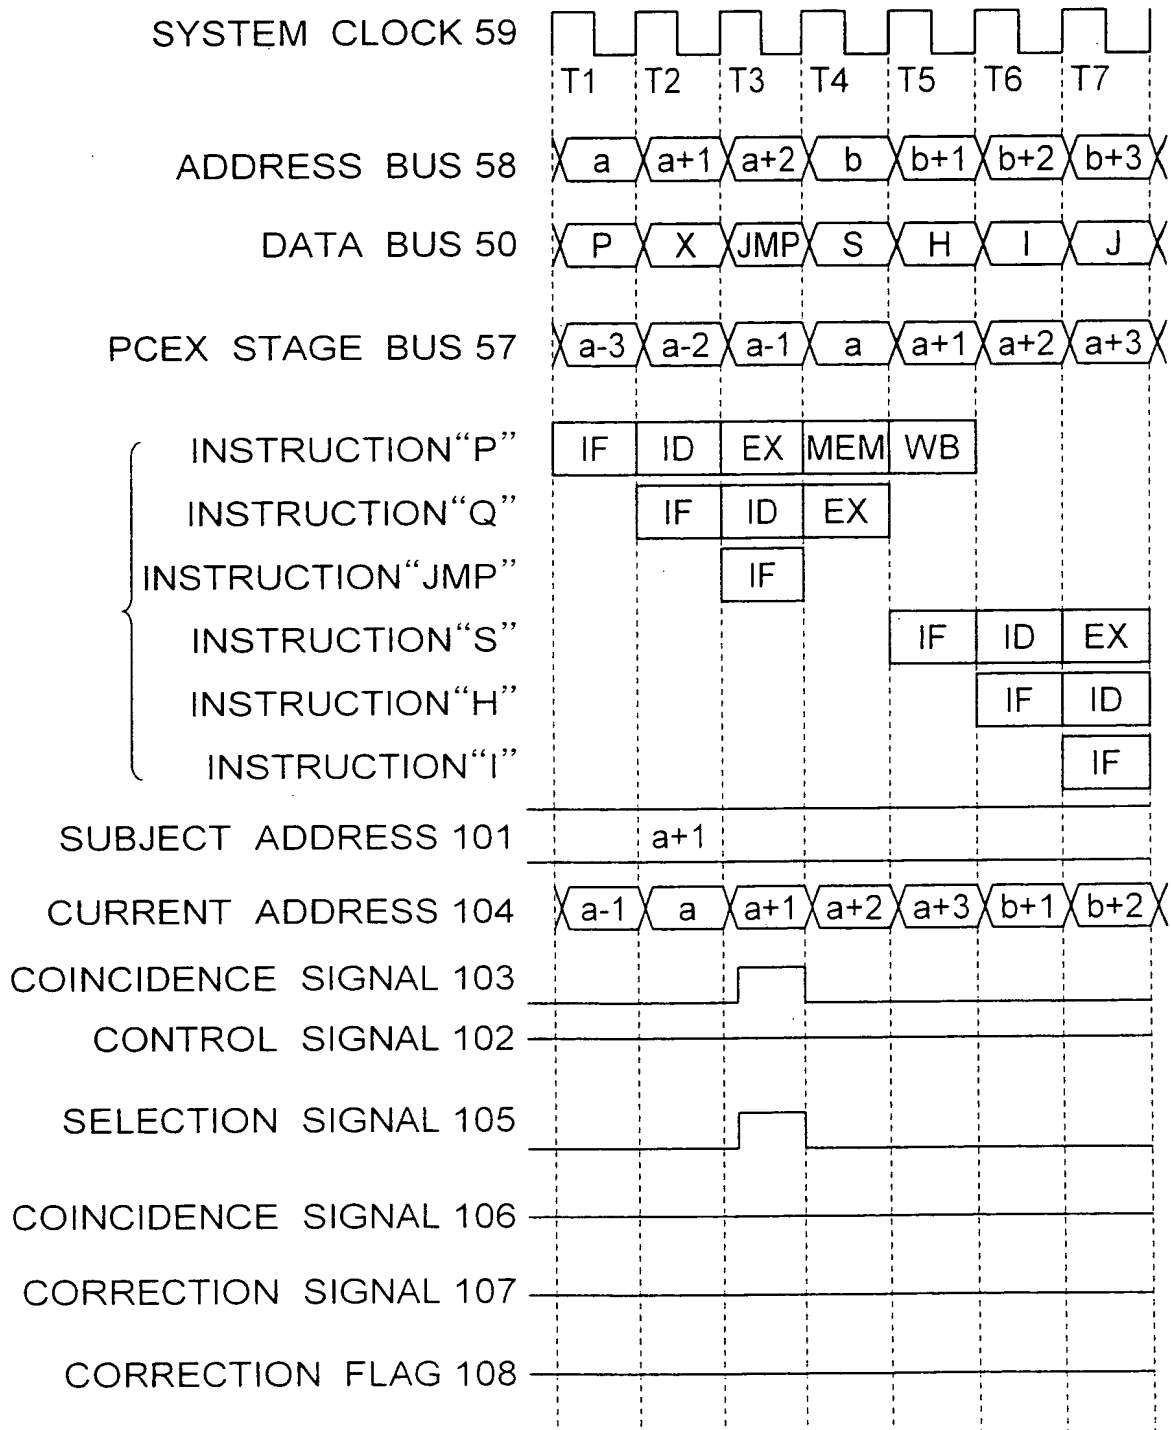 SYSTEM CLOCK 59
T1 T2 T3 T4 T5 T6 T7
ADDRESS BUS 58 a a+1 a+2 b b+1 b+2 b+3
DATA BUS 50 P X JMP S H I J
PCEX STAGE BUS 57 a-3 a-2 a-1 a a+1 a+2 a+3
INSTRUCTION“P” IF ID EX MEM WB
INSTRUCTION“Q” IF ID EX
INSTRUCTION“JMP” IF
INSTRUCTION“S” IF ID EX
INSTRUCTION“H” IF ID
INSTRUCTION“I” IF
SUBJECT ADDRESS 101 a+1
CURRENT ADDRESS 104 a-1 a a+1 a+2 a+3 b+1 b+2
COINCIDENCE SIGNAL 103
CONTROL SIGNAL 102
SELECTION SIGNAL 105
COINCIDENCE SIGNAL 106
CORRECTION SIGNAL 107
CORRECTION FLAG 108